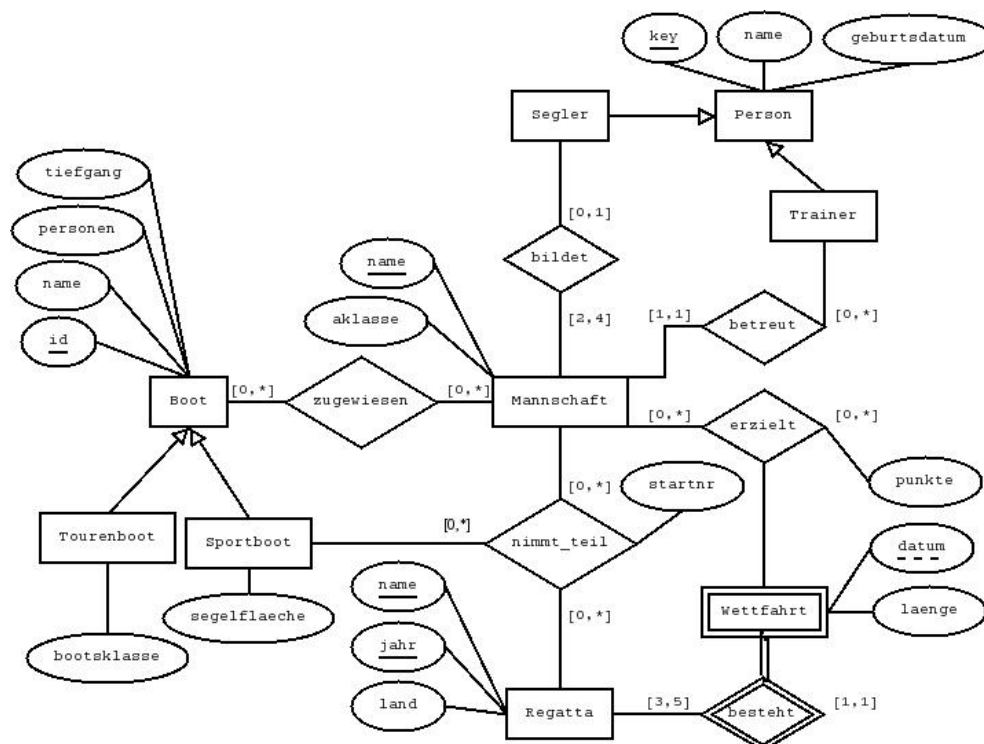 key
name
geburtsdatum
Segler
Person
tiefgang
Trainer
personen
[0,1]
name
bildet
name
id
aklasse
[2,4]
[1,1]
betreut
[0,*]
Boot
[0,*]
zugewiesen
[0,*]
Mannschaft
[0,*]
erzielt
[0,*]
punkte
startnr
[0,*]
Tourenboot
Sportboot
[0,*]
nimmt_teil
datum
segelflaeche
name
[0,*]
Wettfahrt
laenge
bootsklasse
jahr
land
Regatta
[3,5]
besteht
[1,1]